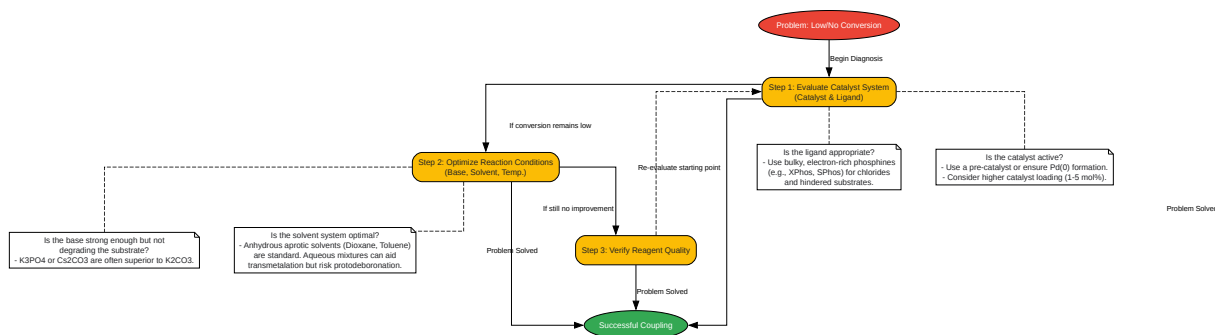 Problem: Low/No Conversion
Begin Diagnosis
Step 1: Evaluate Catalyst System
(Catalyst & Ligand)
If conversion remains low
Is the ligand appropriate?
- Use bulky, electron-rich phosphines
(e.g., XPhos, SPhos) for chlorides
and hindered substrates.
Is the catalyst active?
- Use a pre-catalyst or ensure Pd(0) formation.
- Consider higher catalyst loading (1-5 mol%).
Step 2: Optimize Reaction Conditions
(Base, Solvent, Temp.)
Re-evaluate starting point
If still no improvement
Problem Solved
Is the base strong enough but not
degrading the substrate?
- K3PO4 or Cs2CO3 are often superior to K2CO3.
Is the solvent system optimal?
- Anhydrous aprotic solvents (Dioxane, Toluene)
are standard. Aqueous mixtures can aid
transmetalation but risk protodeboronation.
Problem Solved
Step 3: Verify Reagent Quality
Problem Solved
Successful Coupling